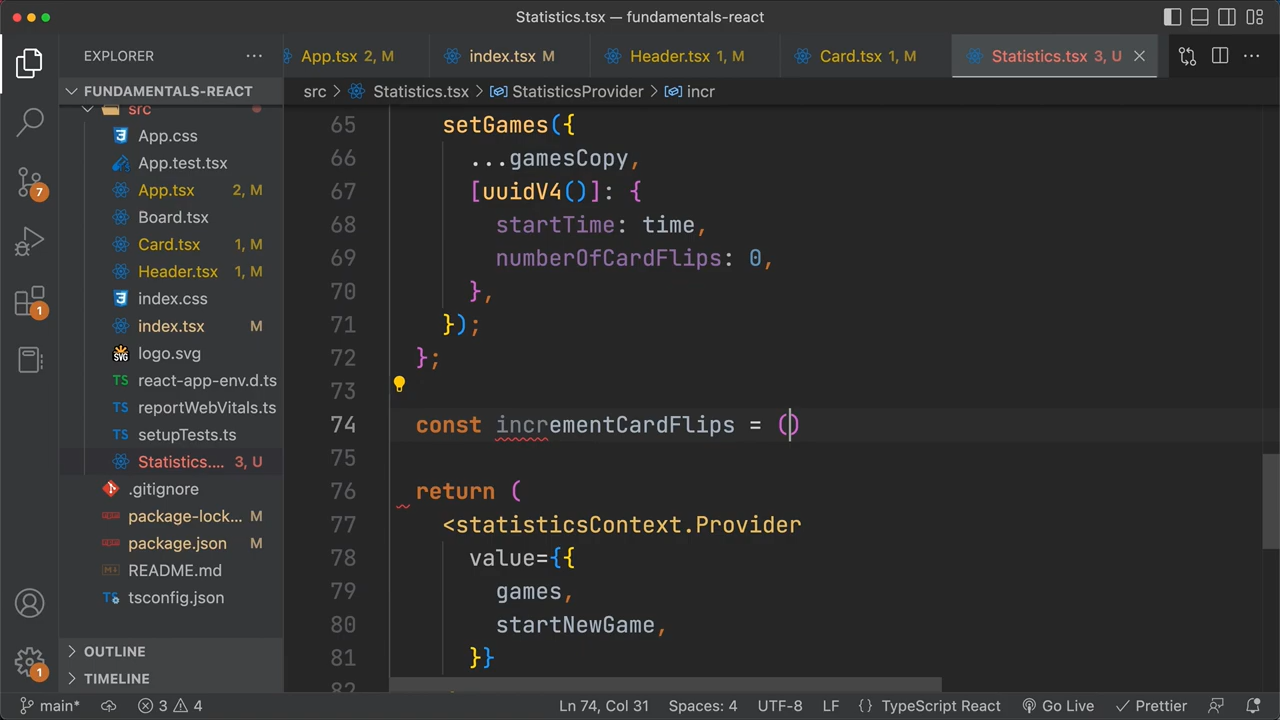 Statistics.tsx — fundamentals-react
EXPLORER
App.tsx 2, M
index.tsx M
Header.tsx 1, M
Card.tsx 1, M
Statistics.tsx 3, U
FUNDAMENTALS-REACT
src > Statistics.tsx > StatisticsProvider > incr
src
App.css
App.test.tsx
App.tsx 2, M
Board.tsx
Card.tsx 1, M
Header.tsx 1, M
index.css
index.tsx M
logo.svg
react-app-env.d.ts
reportWebVitals.ts
setupTests.ts
Statistics.... 3, U
.gitignore
package-lock... M
package.json M
README.md
tsconfig.json
OUTLINE
TIMELINE
7
1
1
65 setGames({
66 ...gamesCopy,
67 [uuidV4()]: {
68 startTime: time,
69 numberOfCardFlips: 0,
70 },
71 });
72 };
73
74 const incrementCardFlips = ()
75
76 return (
77 <statisticsContext.Provider
78 value={{
79 games,
80 startNewGame,
81 }}
82
main* 3 4 Ln 74, Col 31 Spaces: 4 UTF-8 LF {} TypeScript React Go Live Prettier